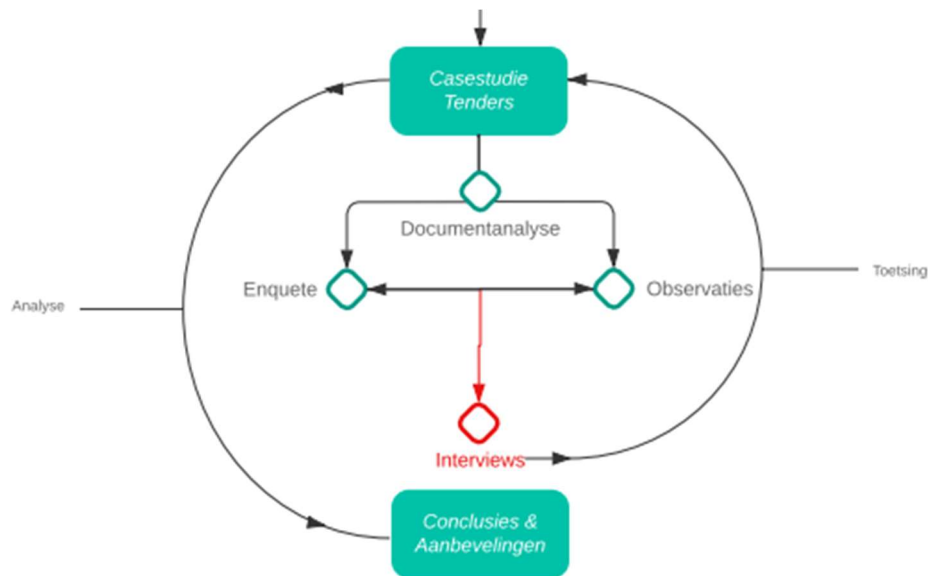 Casestudie
Tenders
Documentanalyse
Enquete
Observaties
Toetsing
Analyse
Interviews
Conclusies &
Aanbevelingen